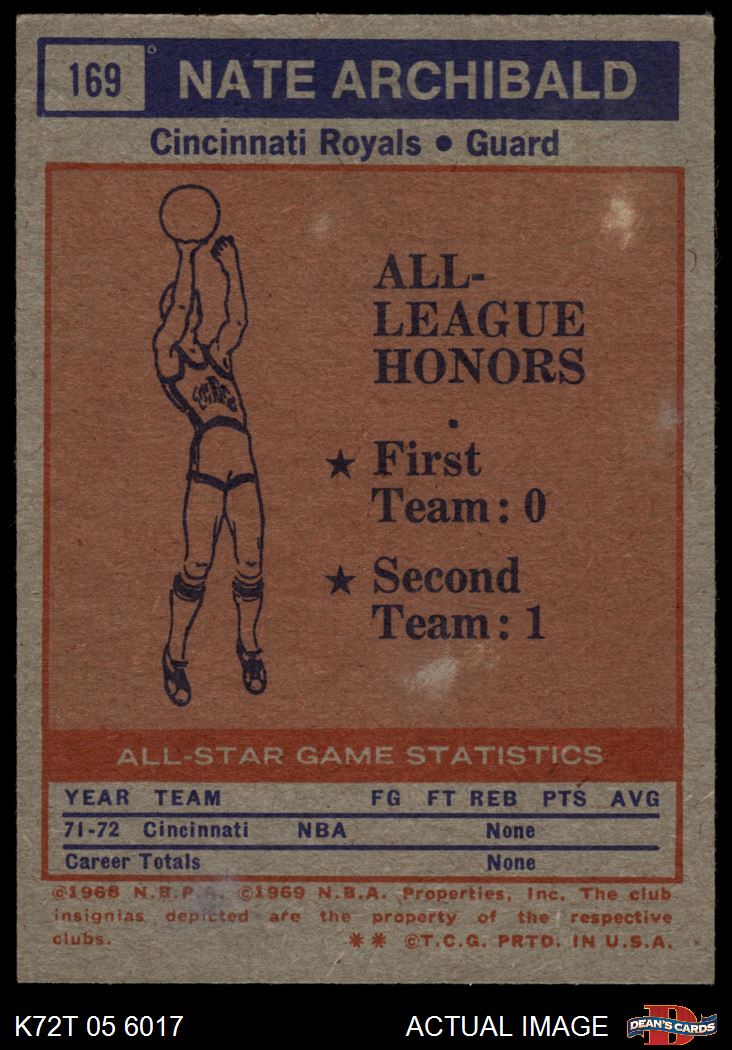 169
NATE ARCHIBALD
Cincinnati Royals • Guard
ALL-
LEAGUE
HONORS
★ First
Team: 0
★ Second
Team: 1
ALL-STAR GAME STATISTICS
YEAR TEAM FG FT REB PTS AVG
71-72 Cincinnati NBA None
Career Totals None
©1968 N.B.P.A. ©1969 N.B.A. Properties, Inc. The club
insignias depicted are the property of the respective
clubs. ✱ ✱ ©T.C.G. PRTD. IN U.S.A.
K72T 05 6017
ACTUAL IMAGE
D
DEAN'S CARDS